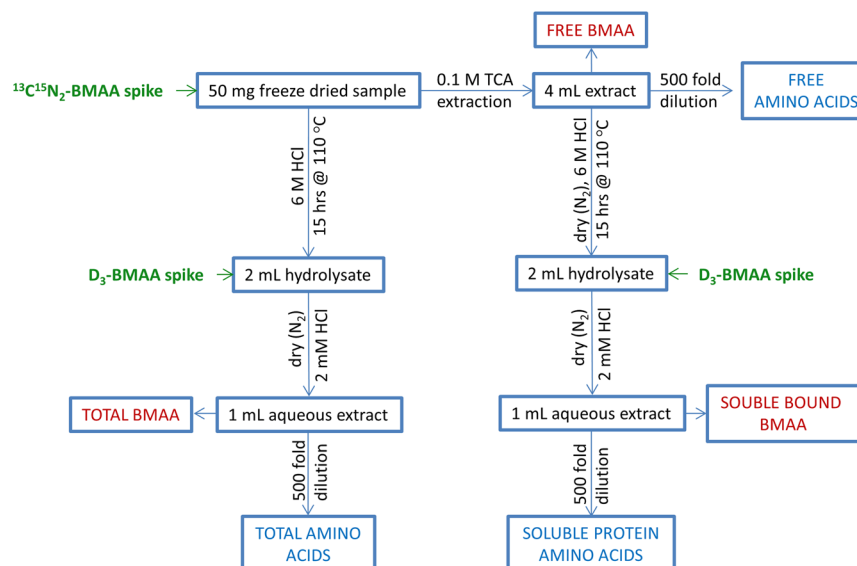 FREE BMAA
¹³C¹⁵N₂-BMAA spike
50 mg freeze dried sample
0.1 M TCA
extraction
4 mL extract
500 fold
dilution
FREE
AMINO ACIDS
6 M HCl
15 hrs @ 110 °C
dry (N₂), 6 M HCl
15 hrs @ 110 °C
D₃-BMAA spike
2 mL hydrolysate
2 mL hydrolysate
D₃-BMAA spike
dry (N₂)
2 mM HCl
dry (N₂)
2 mM HCl
TOTAL BMAA
1 mL aqueous extract
1 mL aqueous extract
SOUBLE BOUND
BMAA
500 fold
dilution
500 fold
dilution
TOTAL AMINO
ACIDS
SOLUBLE PROTEIN
AMINO ACIDS